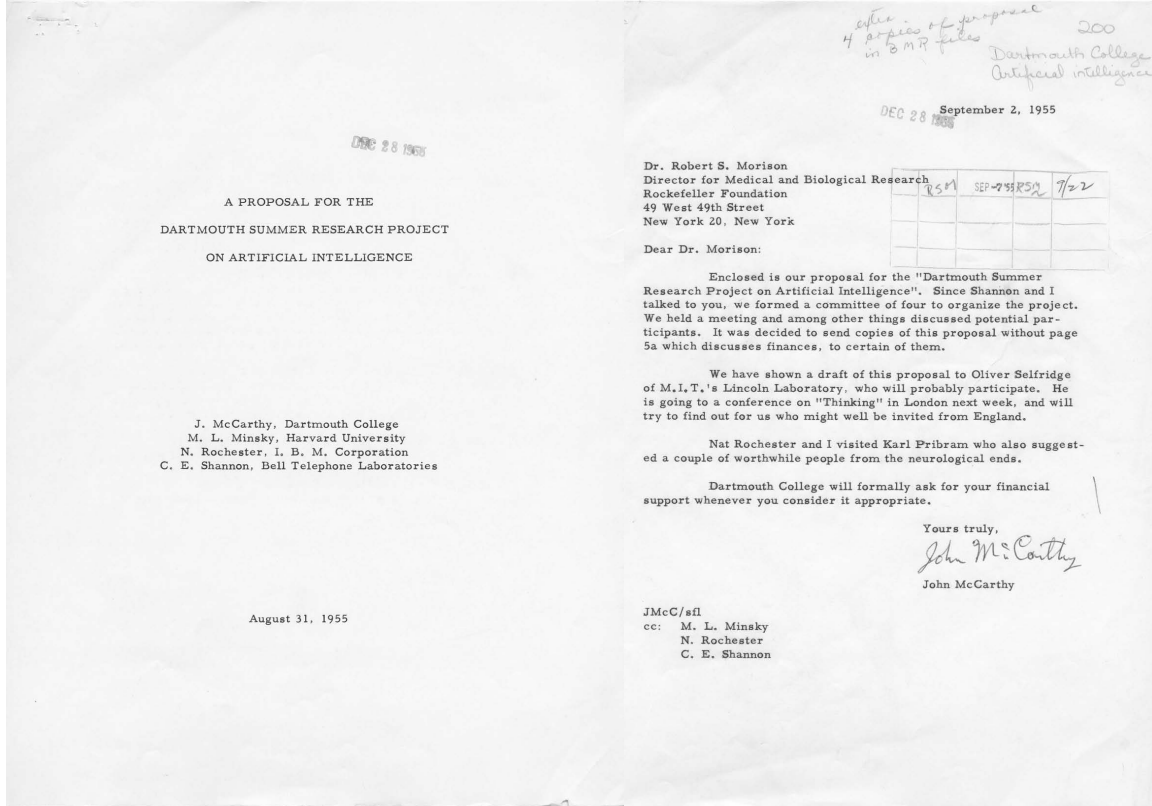 DEC 28 1955
A PROPOSAL FOR THE
DARTMOUTH SUMMER RESEARCH PROJECT
ON ARTIFICIAL INTELLIGENCE
J. McCarthy, Dartmouth College
M. L. Minsky, Harvard University
N. Rochester, I. B. M. Corporation
C. E. Shannon, Bell Telephone Laboratories
August 31, 1955
extra
4 copies of proposal
in BMR files
200
Dartmouth College
Artificial intelligence
September 2, 1955
DEC 28 1955
Dr. Robert S. Morison
Director for Medical and Biological Research
Rockefeller Foundation
49 West 49th Street
New York 20, New York
RSM SEP -7 '55 RSM 9/22
Dear Dr. Morison:
Enclosed is our proposal for the "Dartmouth Summer
Research Project on Artificial Intelligence". Since Shannon and I
talked to you, we formed a committee of four to organize the project.
We held a meeting and among other things discussed potential par-
ticipants. It was decided to send copies of this proposal without page
5a which discusses finances, to certain of them.
We have shown a draft of this proposal to Oliver Selfridge
of M.I.T.'s Lincoln Laboratory, who will probably participate. He
is going to a conference on "Thinking" in London next week, and will
try to find out for us who might well be invited from England.
Nat Rochester and I visited Karl Pribram who also suggest-
ed a couple of worthwhile people from the neurological ends.
Dartmouth College will formally ask for your financial
support whenever you consider it appropriate.
Yours truly,
John McCarthy
John McCarthy
JMcC/sfl
cc: M. L. Minsky
N. Rochester
C. E. Shannon